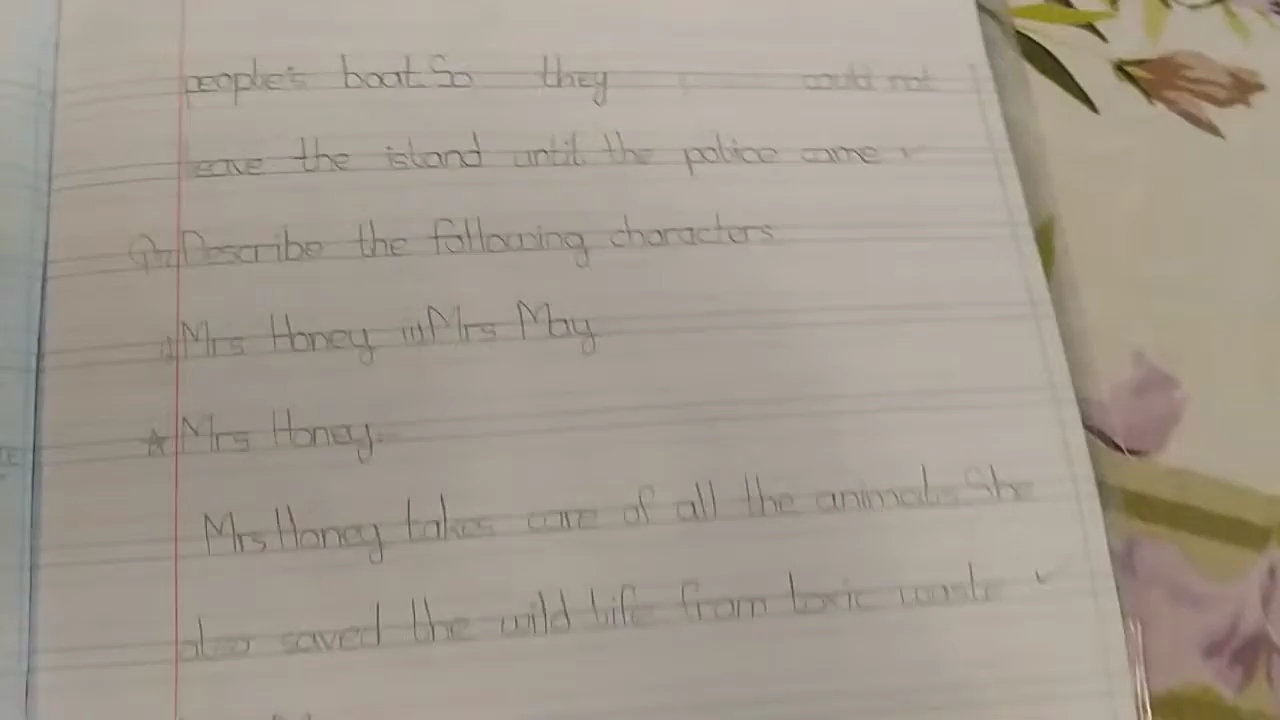 people's boat. So they could not
leave the island until the police came
Q7 Describe the following charactors
i) Mrs Honey ii) Mrs May
★ Mrs Honey.
Mrs Honey takes care of all the animals. She
also saved the wild life from toxic waste